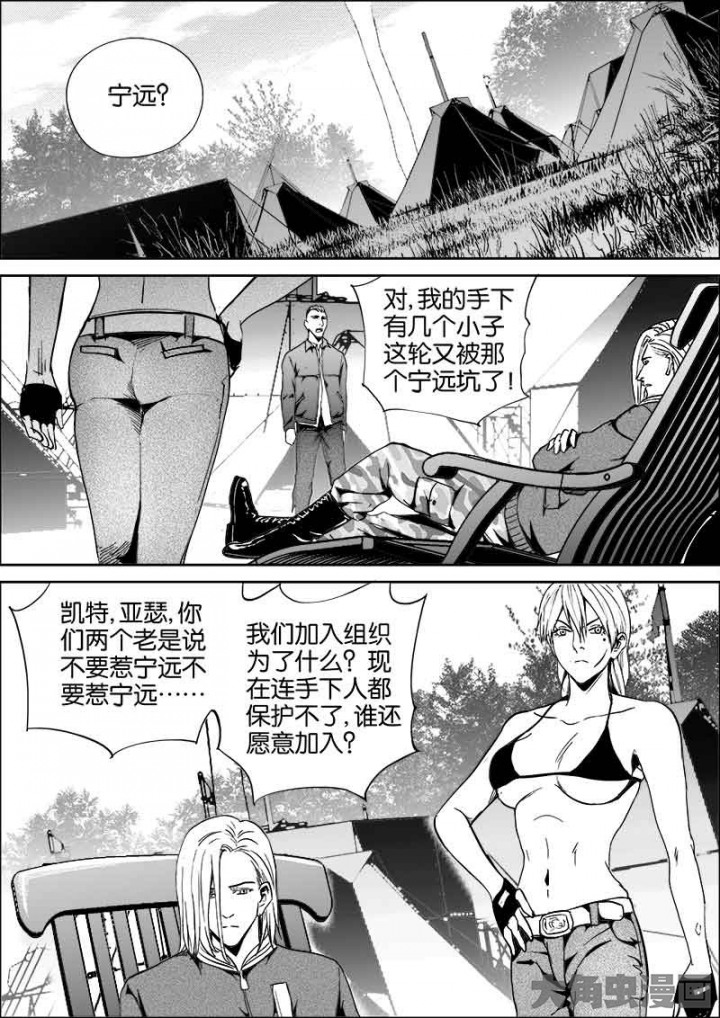 宁远?
对,我的手下
有几个小子
这轮又被那
个宁远坑了!
凯特,亚瑟,你
们两个老是说
不要惹宁远不
要惹宁远……
我们加入组织
为了什么?现
在连手下人都
保护不了,谁还
愿意加入?
大角虫漫画